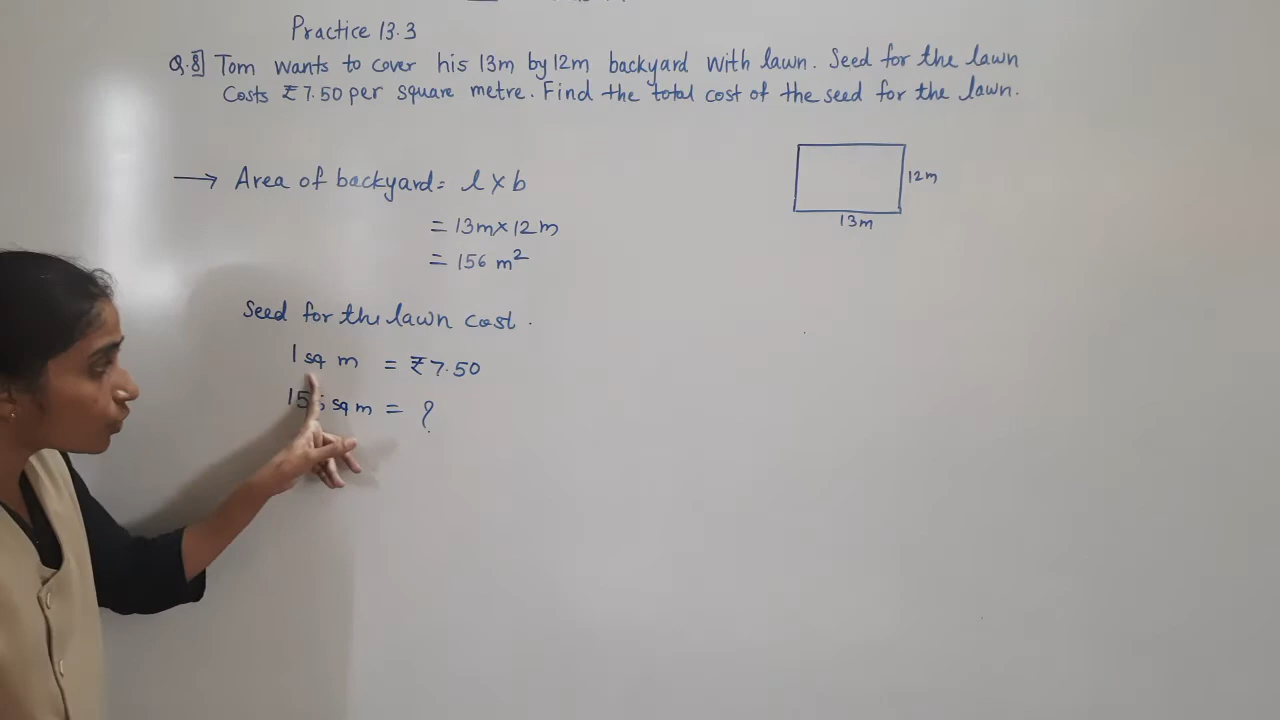 Practice 13.3
Q.8] Tom wants to cover his 13m by 12m backyard with lawn. Seed for the lawn
Costs ₹7.50 per square metre. Find the total cost of the seed for the lawn.
→ Area of backyard = l × b
= 13m × 12m
= 156 m²
12m
13m
Seed for the lawn cost.
1 sq m = ₹7.50
sq m = ?